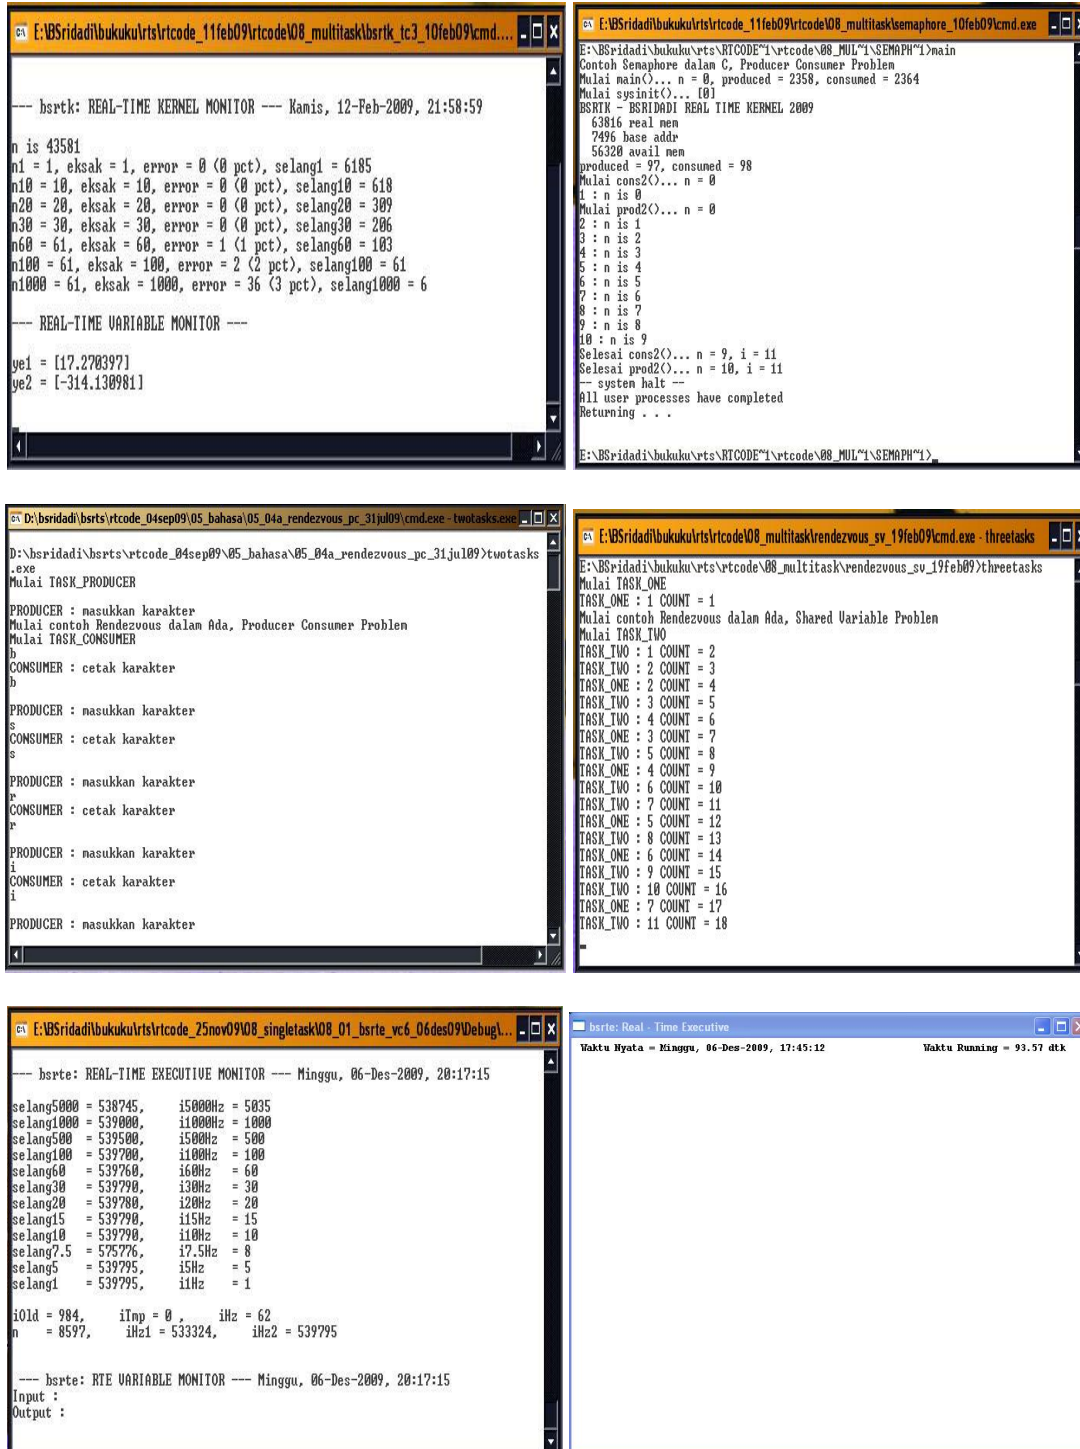 E:\BSridadi\bukuku\rts\rtcode_11feb09\rtcode\08_multitask\bsrtk_tc3_10feb09\cmd....
--- bsrtk: REAL-TIME KERNEL MONITOR --- Kamis, 12-Feb-2009, 21:58:59
n is 43581
n1 = 1, eksak = 1, error = 0 (0 pct), selang1 = 6185
n10 = 10, eksak = 10, error = 0 (0 pct), selang10 = 618
n20 = 20, eksak = 20, error = 0 (0 pct), selang20 = 309
n30 = 30, eksak = 30, error = 0 (0 pct), selang30 = 206
n60 = 61, eksak = 60, error = 1 (1 pct), selang60 = 103
n100 = 61, eksak = 100, error = 2 (2 pct), selang100 = 61
n1000 = 61, eksak = 1000, error = 36 (3 pct), selang1000 = 6
--- REAL-TIME VARIABLE MONITOR ---
ye1 = [17.270397]
ye2 = [-314.130981]
E:\BSridadi\bukuku\rts\rtcode_11feb09\rtcode\08_multitask\semaphore_10feb09\cmd.exe
E:\BSridadi\bukuku\rts\RTCODE~1\rtcode\08_MUL~1\SEMAPH~1>main
Contoh Semaphore dalam C, Producer Consumer Problem
Mulai main()... n = 0, produced = 2358, consumed = 2364
Mulai sysinit()... [0]
BSRTK - BSRIDADI REAL TIME KERNEL 2009
63816 real mem
7496 base addr
56320 avail mem
produced = 97, consumed = 98
Mulai cons2()... n = 0
1 : n is 0
Mulai prod2()... n = 0
2 : n is 1
3 : n is 2
4 : n is 3
5 : n is 4
6 : n is 5
7 : n is 6
8 : n is 7
9 : n is 8
10 : n is 9
Selesai cons2()... n = 9, i = 11
Selesai prod2()... n = 10, i = 11
-- system halt --
All user processes have completed
Returning . . .
E:\BSridadi\bukuku\rts\RTCODE~1\rtcode\08_MUL~1\SEMAPH~1>_
D:\bsridadi\bsrts\rtcode_04sep09\05_bahasa\05_04a_rendezvous_pc_31jul09\cmd.exe - twotasks.exe
D:\bsridadi\bsrts\rtcode_04sep09\05_bahasa\05_04a_rendezvous_pc_31jul09>twotasks
.exe
Mulai TASK_PRODUCER
PRODUCER : masukkan karakter
Mulai contoh Rendezvous dalam Ada, Producer Consumer Problem
Mulai TASK_CONSUMER
b
CONSUMER : cetak karakter
b
PRODUCER : masukkan karakter
s
CONSUMER : cetak karakter
s
PRODUCER : masukkan karakter
r
CONSUMER : cetak karakter
r
PRODUCER : masukkan karakter
i
CONSUMER : cetak karakter
i
PRODUCER : masukkan karakter
E:\BSridadi\bukuku\rts\rtcode\08_multitask\rendezvous_sv_19feb09\cmd.exe - threetasks
E:\BSridadi\bukuku\rts\rtcode\08_multitask\rendezvous_sv_19feb09>threetasks
Mulai TASK_ONE
TASK_ONE : 1 COUNT = 1
Mulai contoh Rendezvous dalam Ada, Shared Variable Problem
Mulai TASK_TWO
TASK_TWO : 1 COUNT = 2
TASK_TWO : 2 COUNT = 3
TASK_ONE : 2 COUNT = 4
TASK_TWO : 3 COUNT = 5
TASK_TWO : 4 COUNT = 6
TASK_ONE : 3 COUNT = 7
TASK_TWO : 5 COUNT = 8
TASK_ONE : 4 COUNT = 9
TASK_TWO : 6 COUNT = 10
TASK_TWO : 7 COUNT = 11
TASK_ONE : 5 COUNT = 12
TASK_TWO : 8 COUNT = 13
TASK_ONE : 6 COUNT = 14
TASK_TWO : 9 COUNT = 15
TASK_TWO : 10 COUNT = 16
TASK_ONE : 7 COUNT = 17
TASK_TWO : 11 COUNT = 18
E:\BSridadi\bukuku\rts\rtcode_25nov09\08_singletask\08_01_bsrte_vc6_06des09\Debug\...
--- bsrte: REAL-TIME EXECUTIVE MONITOR --- Minggu, 06-Des-2009, 20:17:15
selang5000 = 538745, i5000Hz = 5035
selang1000 = 539000, i1000Hz = 1000
selang500 = 539500, i500Hz = 500
selang100 = 539700, i100Hz = 100
selang60 = 539760, i60Hz = 60
selang30 = 539790, i30Hz = 30
selang20 = 539780, i20Hz = 20
selang15 = 539790, i15Hz = 15
selang10 = 539790, i10Hz = 10
selang7.5 = 575776, i7.5Hz = 8
selang5 = 539795, i5Hz = 5
selang1 = 539795, i1Hz = 1
iOld = 984, iTmp = 0 , iHz = 62
n = 8597, iHz1 = 533324, iHz2 = 539795
--- bsrte: RTE VARIABLE MONITOR --- Minggu, 06-Des-2009, 20:17:15
Input :
Output :
bsrte: Real - Time Executive
Waktu Nyata = Minggu, 06-Des-2009, 17:45:12 Waktu Running = 93.57 dtk